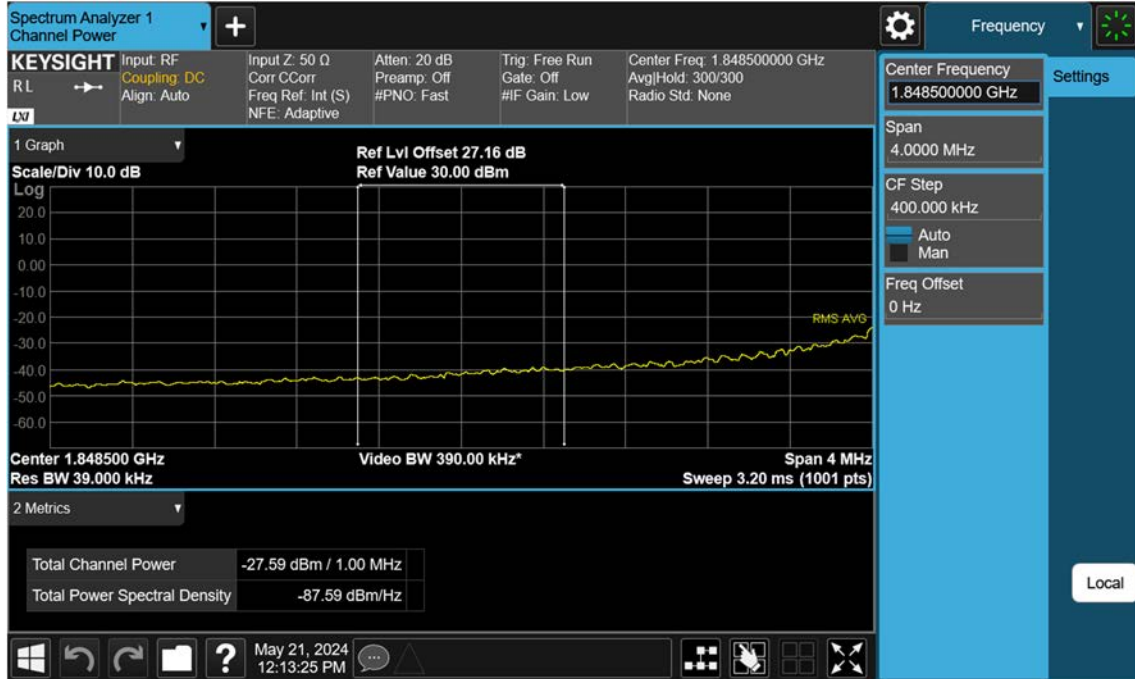 Spectrum Analyzer 1
Channel Power
Frequency
KEYSIGHT
R L
LXI
Input: RF
Coupling: DC
Align: Auto
Input Z: 50 Ω
Corr CCorr
Freq Ref: Int (S)
NFE: Adaptive
Atten: 20 dB
Preamp: Off
#PNO: Fast
Trig: Free Run
Gate: Off
#IF Gain: Low
Center Freq: 1.848500000 GHz
Avg|Hold: 300/300
Radio Std: None
Center Frequency
1.848500000 GHz
Settings
Span
4.0000 MHz
CF Step
400.000 kHz
Auto
Man
Freq Offset
0 Hz
Local
1 Graph
Scale/Div 10.0 dB
Ref Lvl Offset 27.16 dB
Ref Value 30.00 dBm
Log
20.0
10.0
0.00
-10.0
-20.0
-30.0
-40.0
-50.0
-60.0
RMS AVG
Center 1.848500 GHz
Res BW 39.000 kHz
Video BW 390.00 kHz*
Span 4 MHz
Sweep 3.20 ms (1001 pts)
2 Metrics
Total Channel Power -27.59 dBm / 1.00 MHz
Total Power Spectral Density -87.59 dBm/Hz
?
May 21, 2024
12:13:25 PM